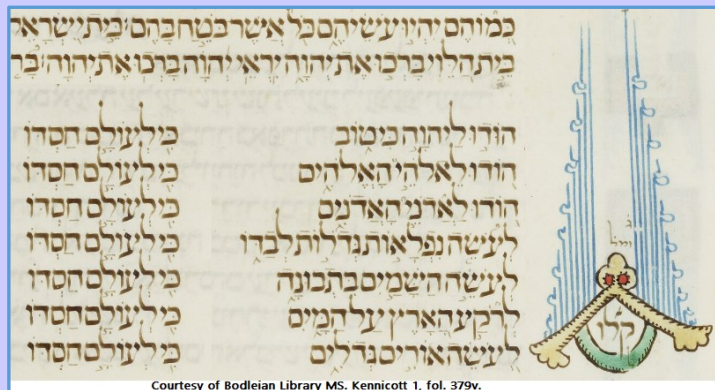 כמוהם יהיו עשיהם כל אשר בטח בהם בית ישראל
בית הלוי ברכו את יהוה יראי יהוה ברכו את יהוה בר
הודו ליהוה כי טוב כי לעולם חסדו
הודו לאלהי האלהים כי לעולם חסדו
הודו לאדני האדנים כי לעולם חסדו
לעשה נפלאות גדלות לבדו כי לעולם חסדו
לעשה השמים בתבונה כי לעולם חסדו
לרקע הארץ על המים כי לעולם חסדו
לעשה אורים גדלים כי לעולם חסדו
קלו
Courtesy of Bodleian Library MS. Kennicott 1, fol. 379v.